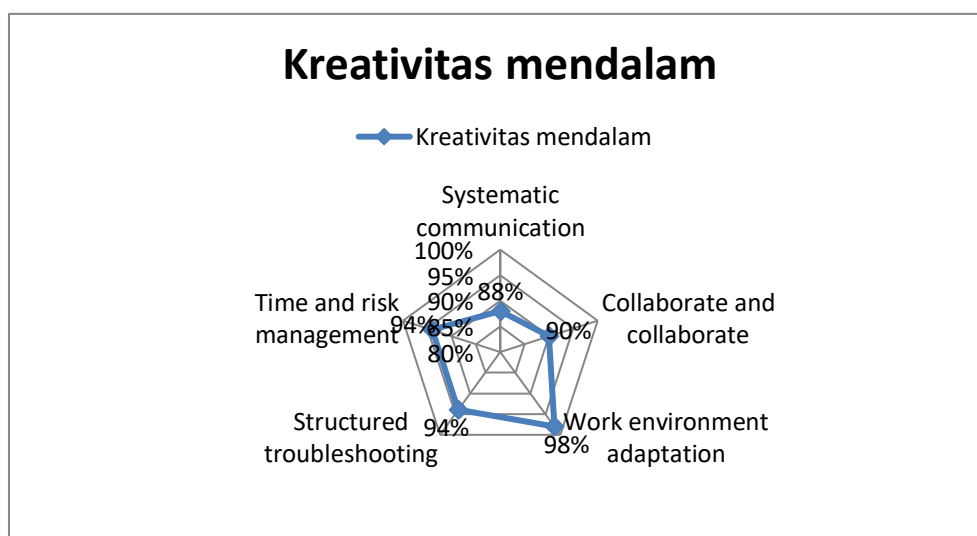 Kreativitas mendalam
Kreativitas mendalam
Systematic
communication
100%
95%
90%
85%
80%
88%
Collaborate and
collaborate
90%
Work environment
adaptation
98%
Structured
troubleshooting
94%
Time and risk
management
94%